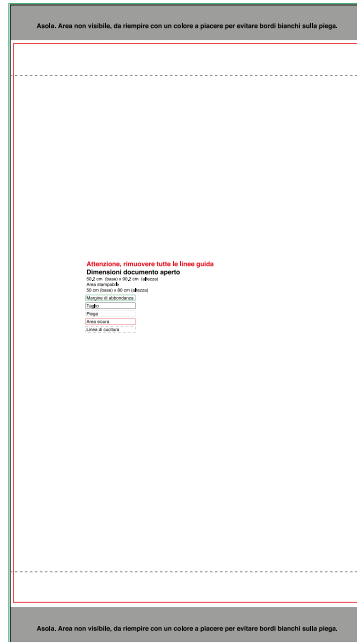 Asola. Area non visibile, da riempire con un colore a piacere per evitare bordi bianchi sulla piega.
Attenzione, rimuovere tutte le linee guida
Dimensioni documento aperto
50,2 cm (base) x 90,2 cm (altezza)
Area stampabile
50 cm (base) x 80 cm (altezza)
Margine di abbondanza
Taglio
Piega
Area sicura
Linea di cucitura
Asola. Area non visibile, da riempire con un colore a piacere per evitare bordi bianchi sulla piega.